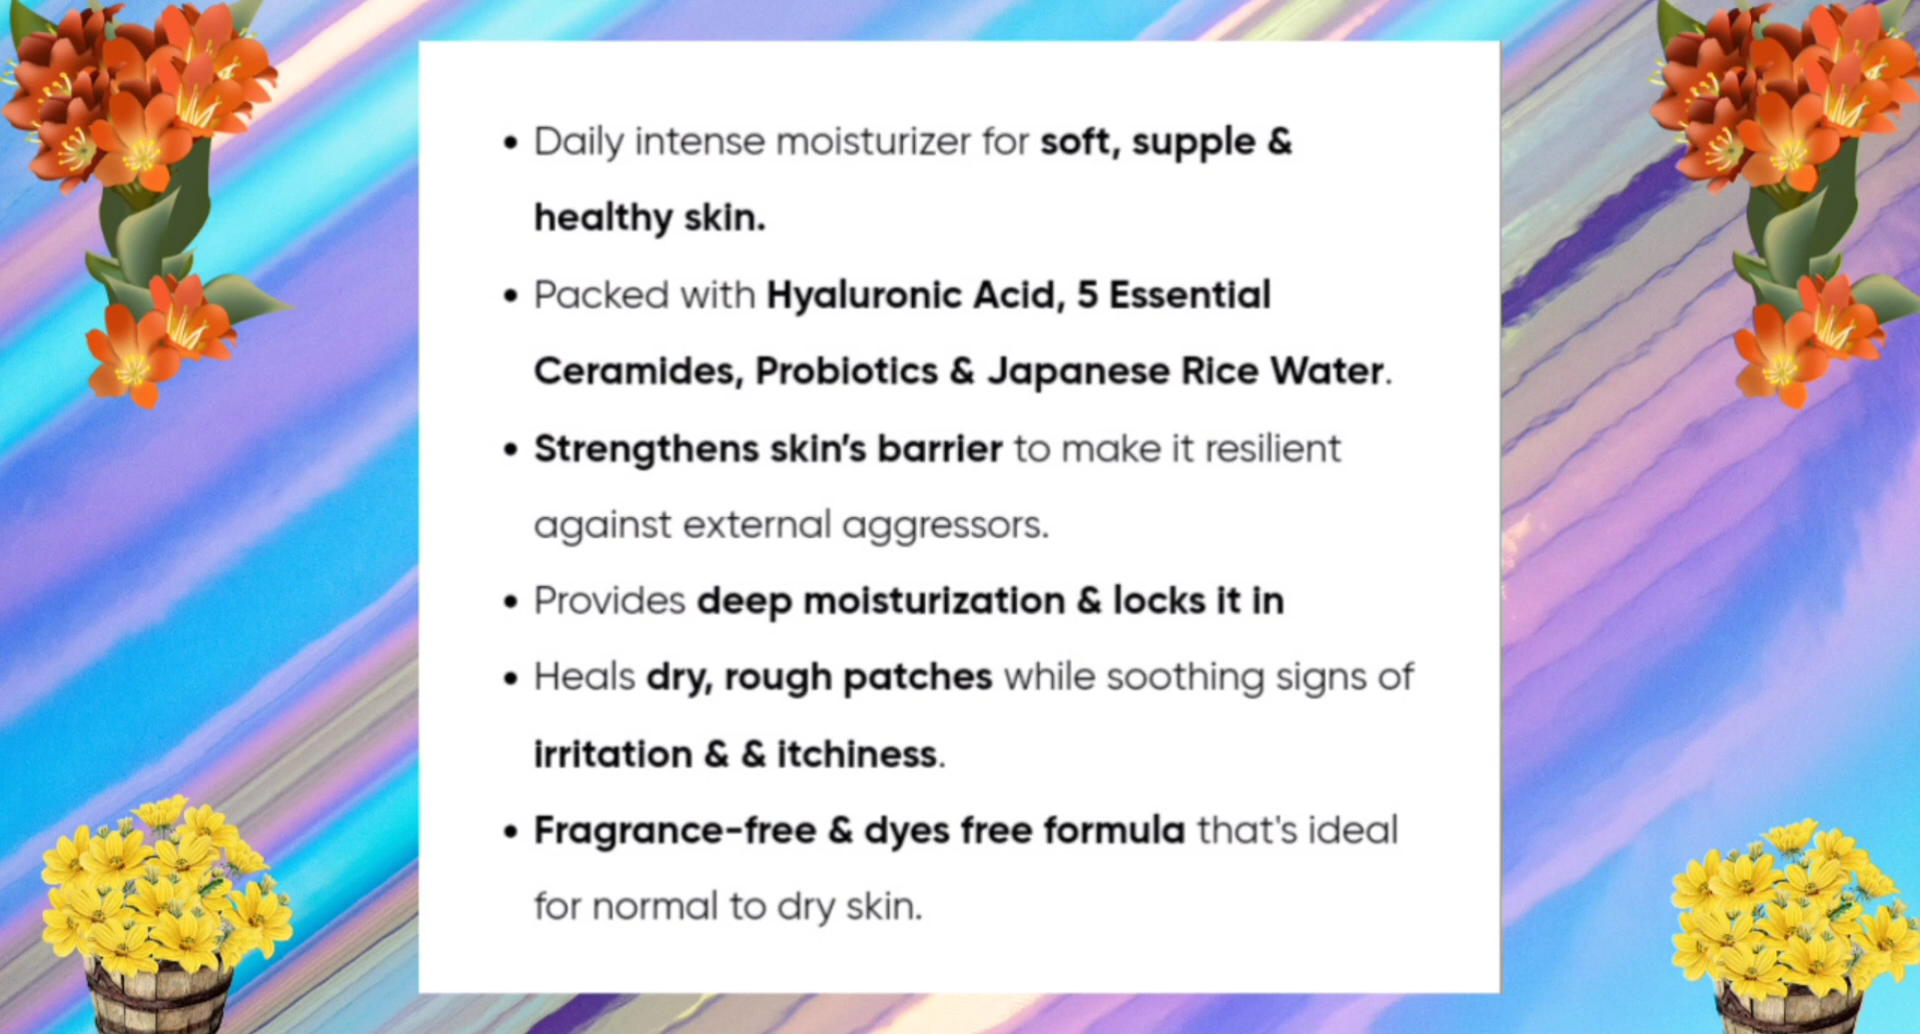 • Daily intense moisturizer for soft, supple &
healthy skin.
• Packed with Hyaluronic Acid, 5 Essential
Ceramides, Probiotics & Japanese Rice Water.
• Strengthens skin’s barrier to make it resilient
against external aggressors.
• Provides deep moisturization & locks it in
• Heals dry, rough patches while soothing signs of
irritation & & itchiness.
• Fragrance-free & dyes free formula that's ideal
for normal to dry skin.